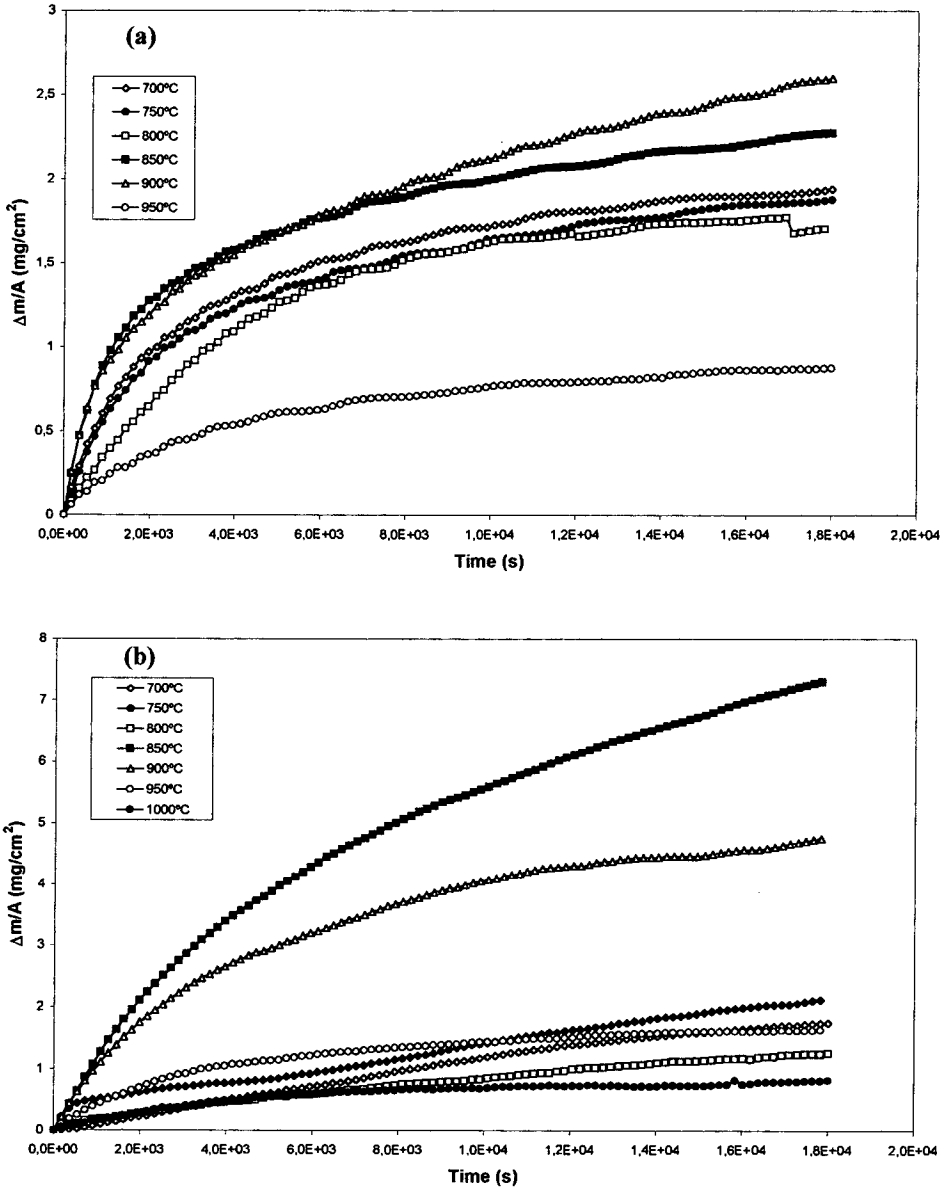 (a)
3
2,5
2
1,5
1
0,5
0
Δm/A (mg/cm²)
700ºC
750ºC
800ºC
850ºC
900ºC
950ºC
0,0E+00 2,0E+03 4,0E+03 6,0E+03 8,0E+03 1,0E+04 1,2E+04 1,4E+04 1,6E+04 1,8E+04 2,0E+04
Time (s)
(b)
8
7
6
5
4
3
2
1
0
Δm/A (mg/cm²)
700ºC
750ºC
800ºC
850ºC
900ºC
950ºC
1000ºC
0,0E+00 2,0E+03 4,0E+03 6,0E+03 8,0E+03 1,0E+04 1,2E+04 1,4E+04 1,6E+04 1,8E+04 2,0E+04
Time (s)